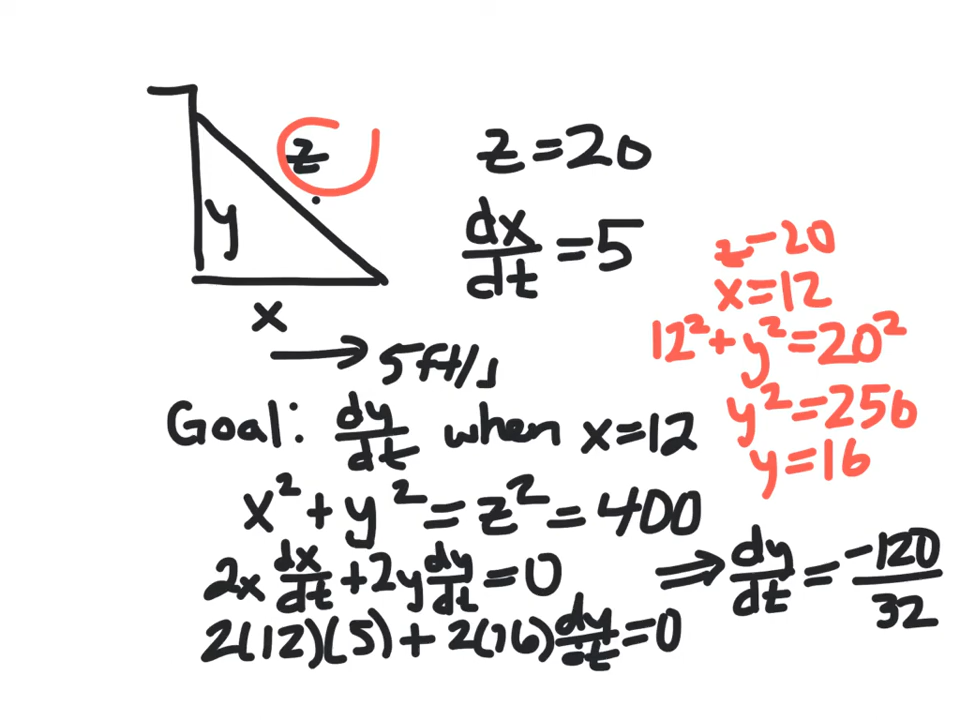 z
y
x
5ft/s
z=20
dx/dt=5
z=20
x=12
12²+y²=20²
y²=256
y=16
Goal: dy/dt when x=12
x²+y²=z²=400
2x dx/dt+2y dy/dt=0
2(12)(5)+2(16)dy/dt=0
⇒ dy/dt=-120/32